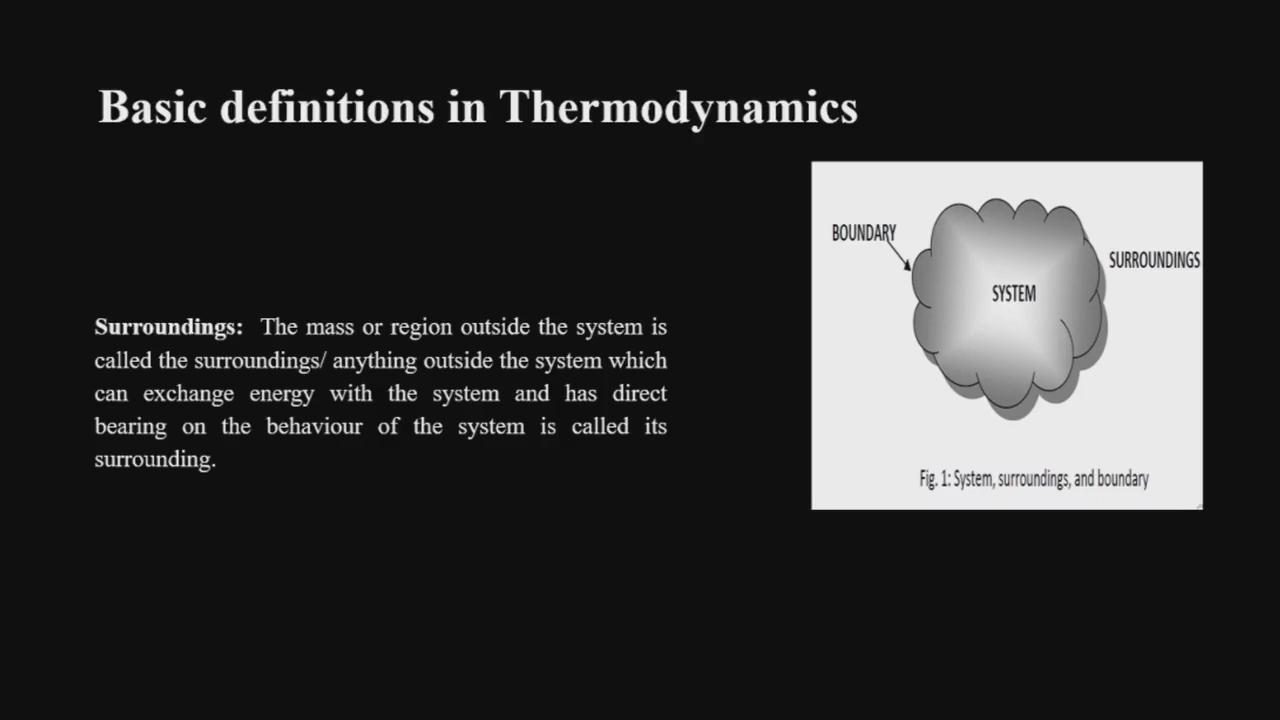 Basic definitions in Thermodynamics
BOUNDARY
SURROUNDINGS
SYSTEM
Surroundings: The mass or region outside the system is
called the surroundings/ anything outside the system which
can exchange energy with the system and has direct
bearing on the behaviour of the system is called its
surrounding.
Fig. 1: System, surroundings, and boundary